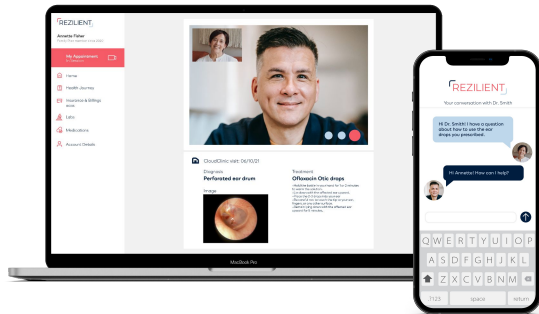 REZILIENT
Annette Fisher
My Appointment
Home
Health Journey
Insurance & Billings
Labs
Medications
Account Details
CloudClinic visit: 06/10/21
Diagnosis
Perforated ear drum
Image
Treatment
Ofloxacin Otic drops
MacBook Pro
REZILIENT
Your conversation with Dr. Smith
Hi Dr. Smith! I have a question
about how to use the ear
drops you prescribed.
Hi Annette! How can I help?
Q W E R T Y U I O P
A S D F G H J K L
Z X C V B N M
.?123 space return